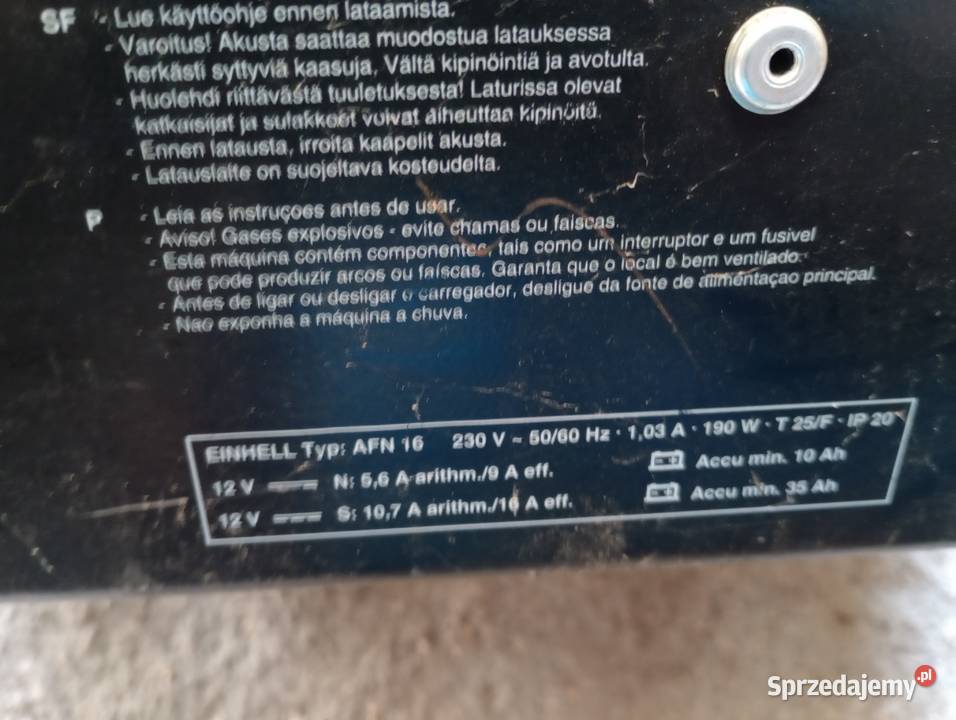 SF - Lue käyttöohje ennen lataamista.
- Varoitus! Akusta saattaa muodostua latauksessa
herkästi syttyviä kaasuja. Vältä kipinöintiä ja avotulta.
- Huolehdi riittävästä tuuletuksesta! Laturissa olevat
katkaisijat ja sulakkeet voivat aiheuttaa kipinöitä.
- Ennen latausta, irroita kaapelit akusta.
- Latauslaite on suojeltava kosteudelta.
P - Leia as instruçoes antes de usar.
- Aviso! Gases explosivos - evite chamas ou faiscas.
- Esta máquina contém componentes, tais como um interruptor e um fusivel
que pode produzir arcos ou faíscas. Garanta que o local é bem ventilado.
- Antes de ligar ou desligar o carregador, desligue da fonte de alimentaçao principal.
- Nao exponha a máquina a chuva.
EINHELL Typ: AFN 16 230 V ~ 50/60 Hz · 1,03 A · 190 W · T 25/F · IP 20
12 V N: 5,6 A arithm./9 A eff. Accu min. 10 Ah
12 V S: 10,7 A arithm./16 A eff. Accu min. 35 Ah
Sprzedajemy.pl